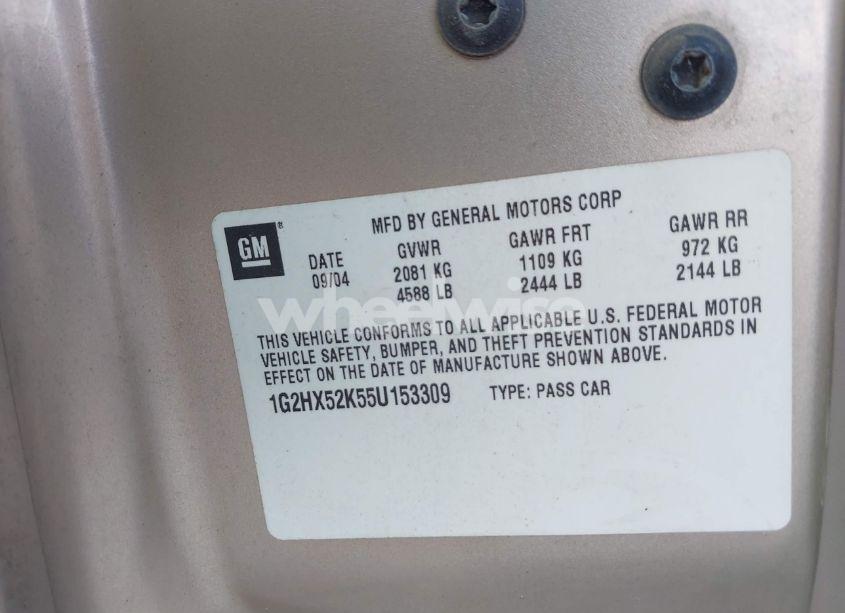 GM ®
MFD BY GENERAL MOTORS CORP
DATE GVWR GAWR FRT GAWR RR
09/04 2081 KG 1109 KG 972 KG
4588 LB 2444 LB 2144 LB
wheelwise
THIS VEHICLE CONFORMS TO ALL APPLICABLE U.S. FEDERAL MOTOR
VEHICLE SAFETY, BUMPER, AND THEFT PREVENTION STANDARDS IN
EFFECT ON THE DATE OF MANUFACTURE SHOWN ABOVE.
1G2HX52K55U153309 TYPE: PASS CAR